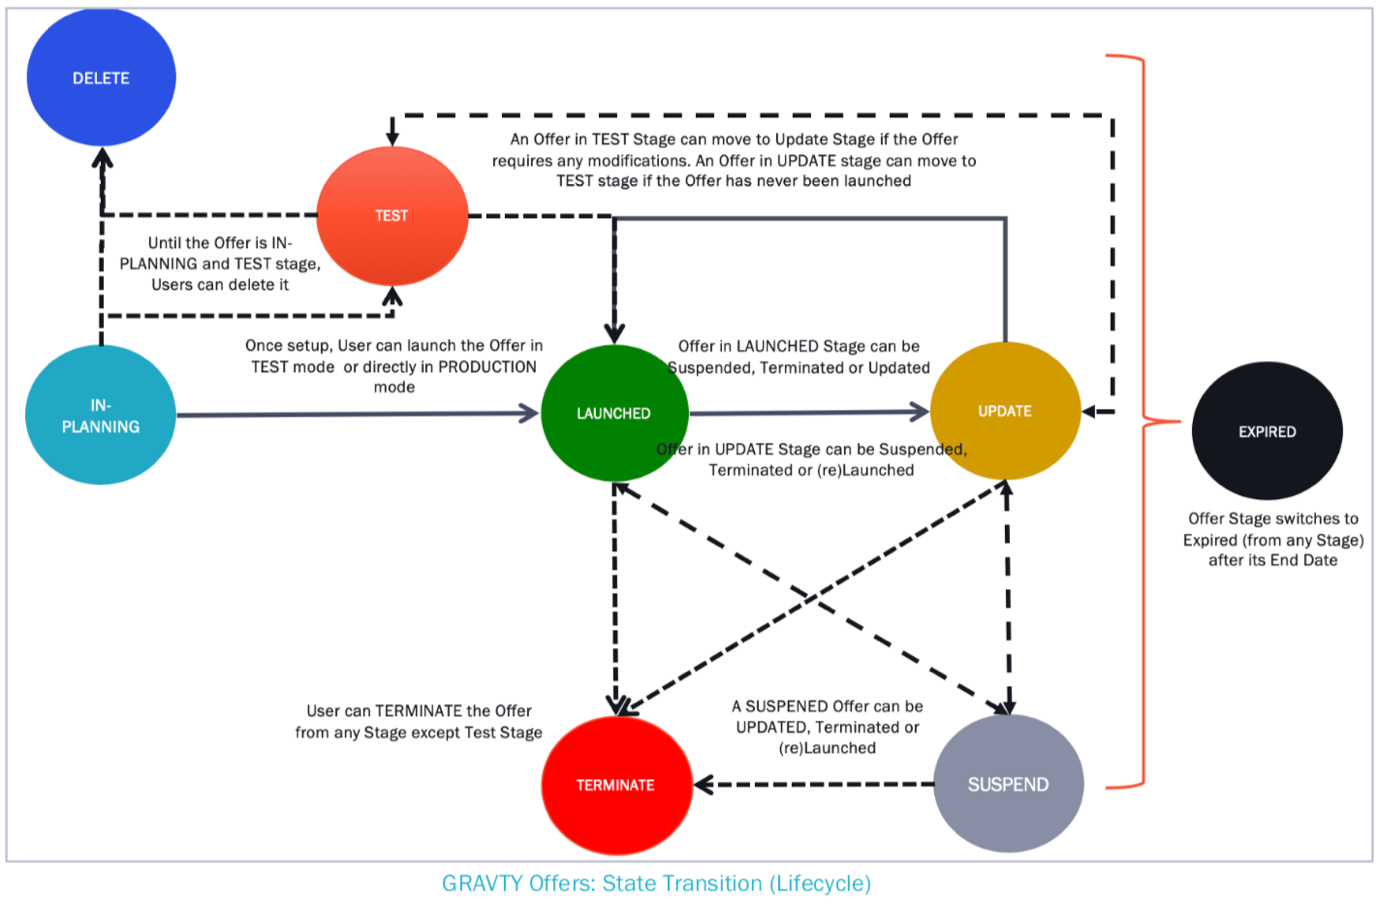 DELETE
An Offer in TEST Stage can move to Update Stage if the Offer
requires any modifications. An Offer in UPDATE stage can move to
TEST stage if the Offer has never been launched
TEST
Until the Offer is IN-
PLANNING and TEST stage,
Users can delete it
Once setup, User can launch the Offer in
TEST mode or directly in PRODUCTION
mode
Offer in LAUNCHED Stage can be
Suspended, Terminated or Updated
IN-
PLANNING
LAUNCHED
UPDATE
EXPIRED
Offer in UPDATE Stage can be Suspended,
Terminated or (re)Launched
Offer Stage switches to
Expired (from any Stage)
after its End Date
User can TERMINATE the Offer
from any Stage except Test Stage
A SUSPENED Offer can be
UPDATED, Terminated or
(re)Launched
TERMINATE
SUSPEND
GRAVTY Offers: State Transition (Lifecycle)